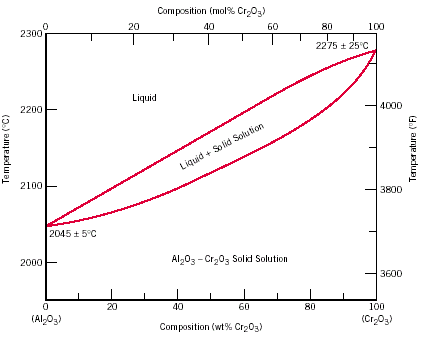 Composition (mol% Cr2O3)
0 20 40 60 80 100
2300
2275 ± 25°C
Liquid
2200
4000
Temperature (°C)
Temperature (°F)
Liquid + Solid Solution
2100
3800
2045 ± 5°C
Al2O3 – Cr2O3 Solid Solution
2000
3600
0 20 40 60 80 100
(Al2O3) Composition (wt% Cr2O3) (Cr2O3)